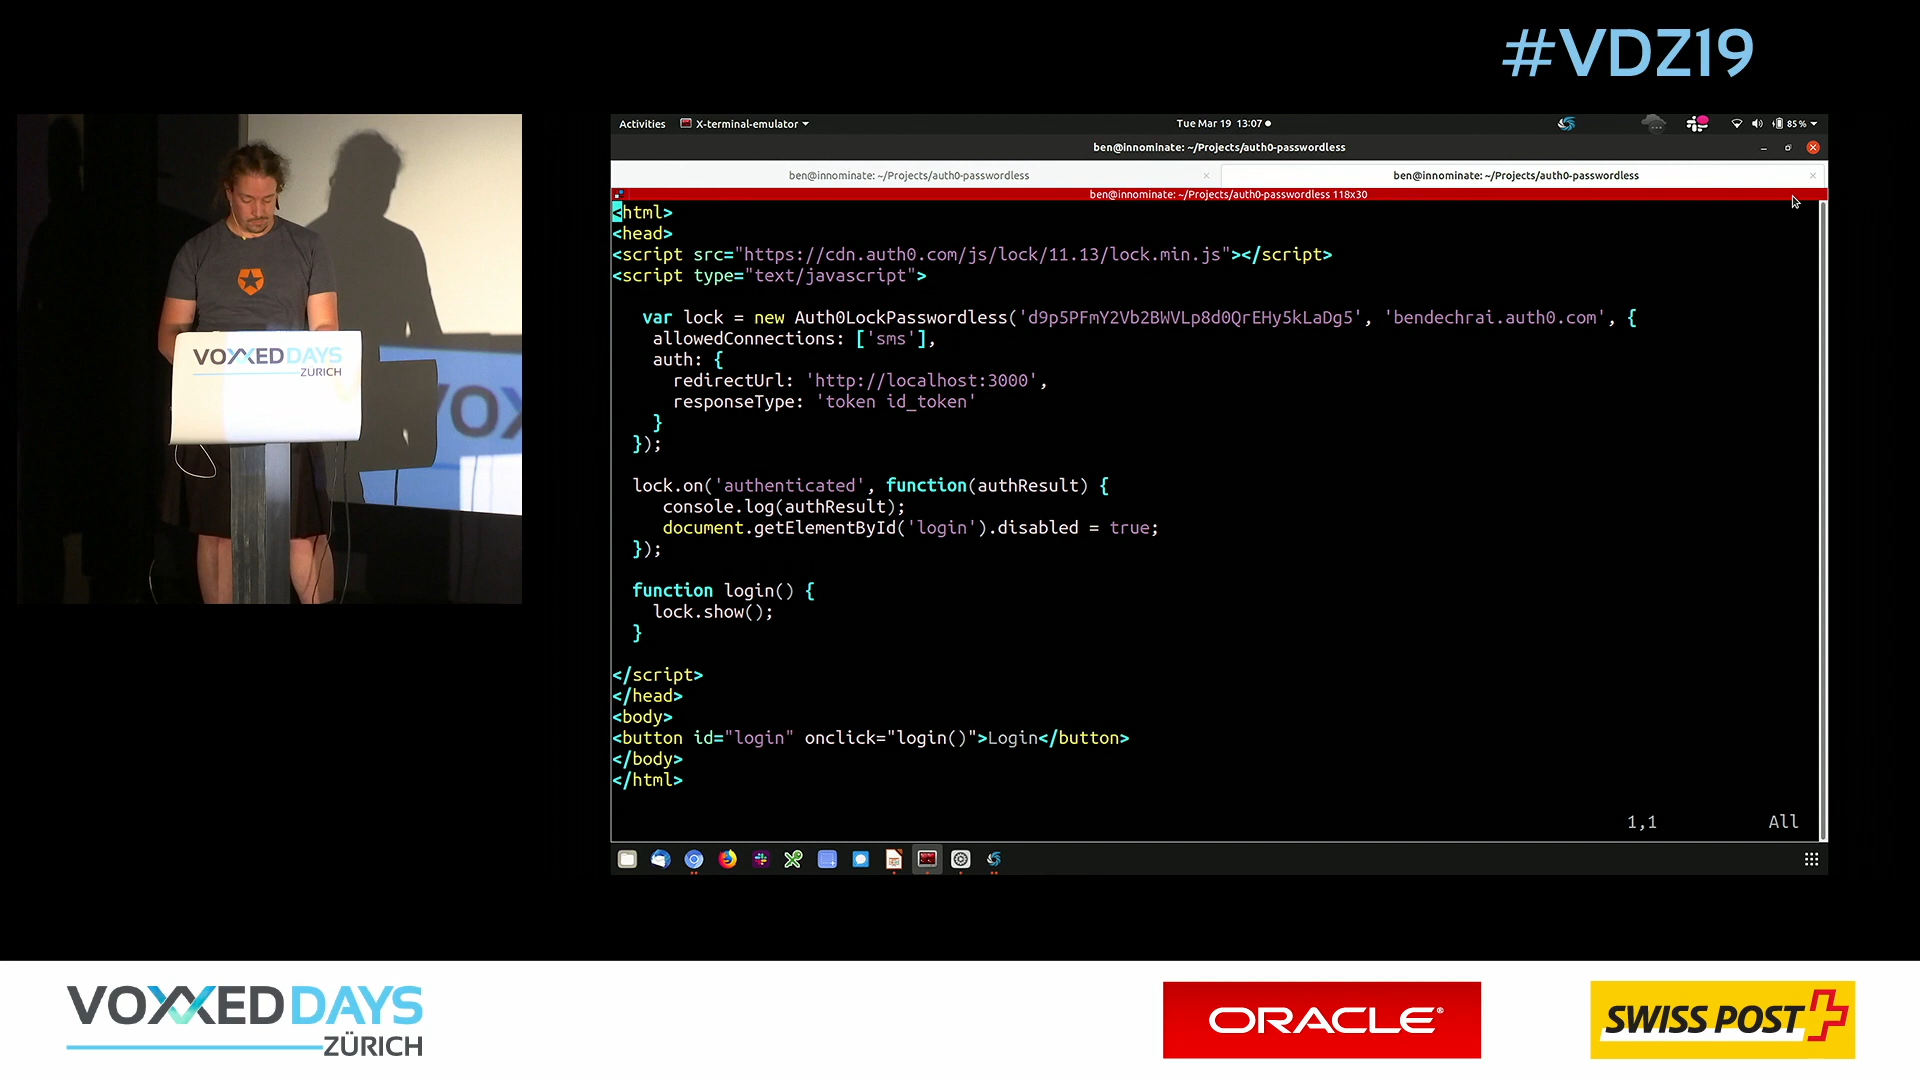 #VDZ19
Activities X-terminal-emulator Tue Mar 19 13:07 85%
ben@innominate: ~/Projects/auth0-passwordless
ben@innominate: ~/Projects/auth0-passwordless ben@innominate: ~/Projects/auth0-passwordless
ben@innominate: ~/Projects/auth0-passwordless 118x30
<html>
<head>
<script src="https://cdn.auth0.com/js/lock/11.13/lock.min.js"></script>
<script type="text/javascript">
var lock = new Auth0LockPasswordless('d9p5PFmY2Vb2BWVLp8d0QrEHy5kLaDg5', 'bendechrai.auth0.com', {
allowedConnections: ['sms'],
auth: {
redirectUrl: 'http://localhost:3000',
responseType: 'token id_token'
}
});
lock.on('authenticated', function(authResult) {
console.log(authResult);
document.getElementById('login').disabled = true;
});
function login() {
lock.show();
}
</script>
</head>
<body>
<button id="login" onclick="login()">Login</button>
</body>
</html>
1,1 All
VOXXED DAYS
ZURICH
VOX
VOXXED DAYS
ZÜRICH
ORACLE®
SWISS POST